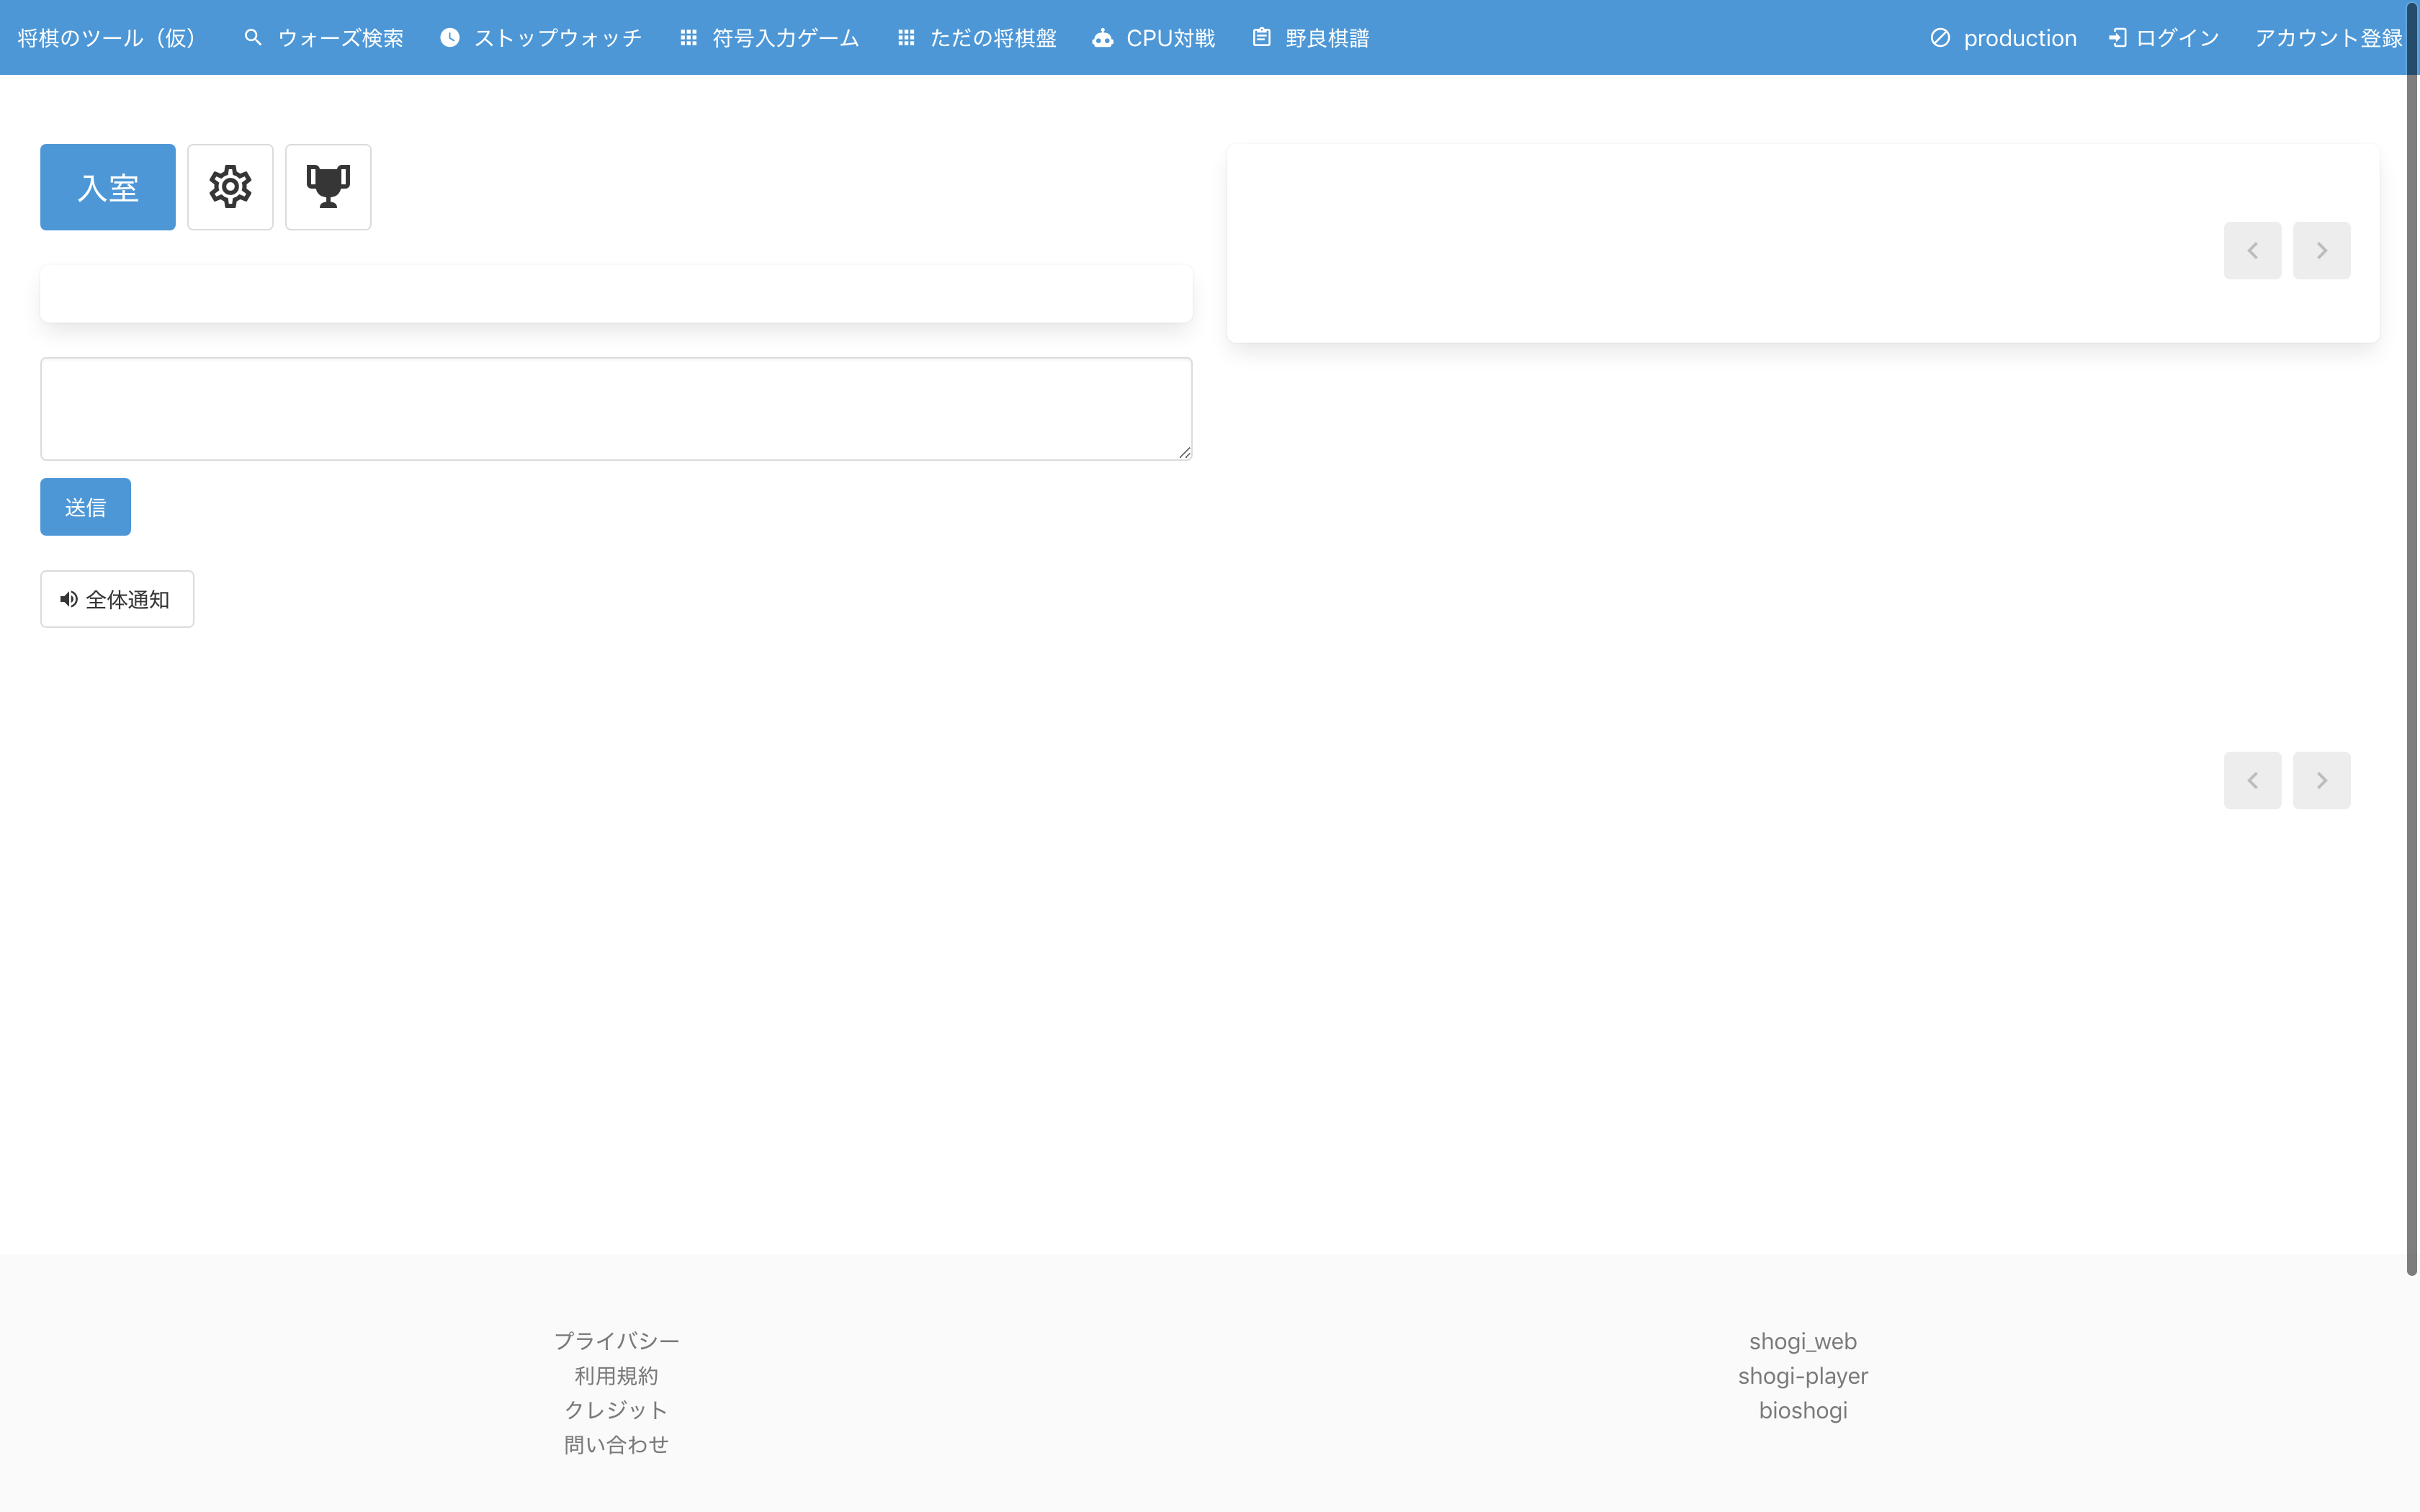 将棋のツール（仮） ウォーズ検索 ストップウォッチ 符号入力ゲーム ただの将棋盤 CPU対戦 野良棋譜 production ログイン アカウント登録
入室
送信
全体通知
プライバシー
利用規約
クレジット
問い合わせ
shogi_web
shogi-player
bioshogi